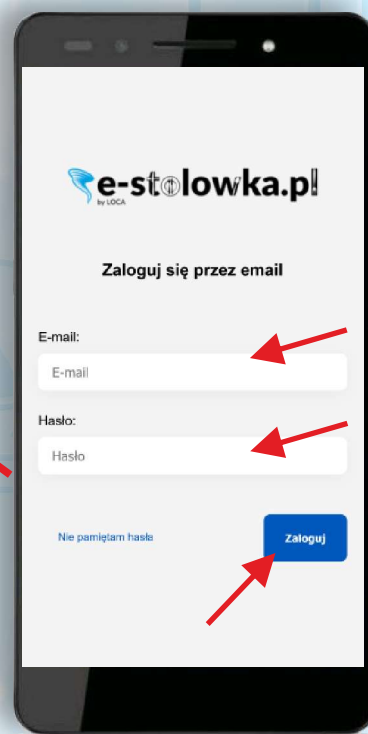 e-stolowka.pl
by LOCA
Zaloguj się przez email
E-mail:
E-mail
Hasło:
Hasło
Nie pamiętam hasła
Zaloguj